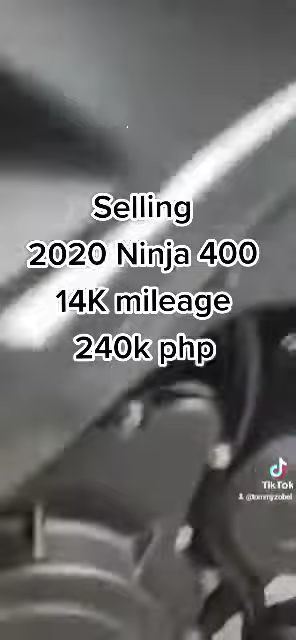 Selling
2020 Ninja 400
14K mileage
240k php
TikTok
@tommyzobel